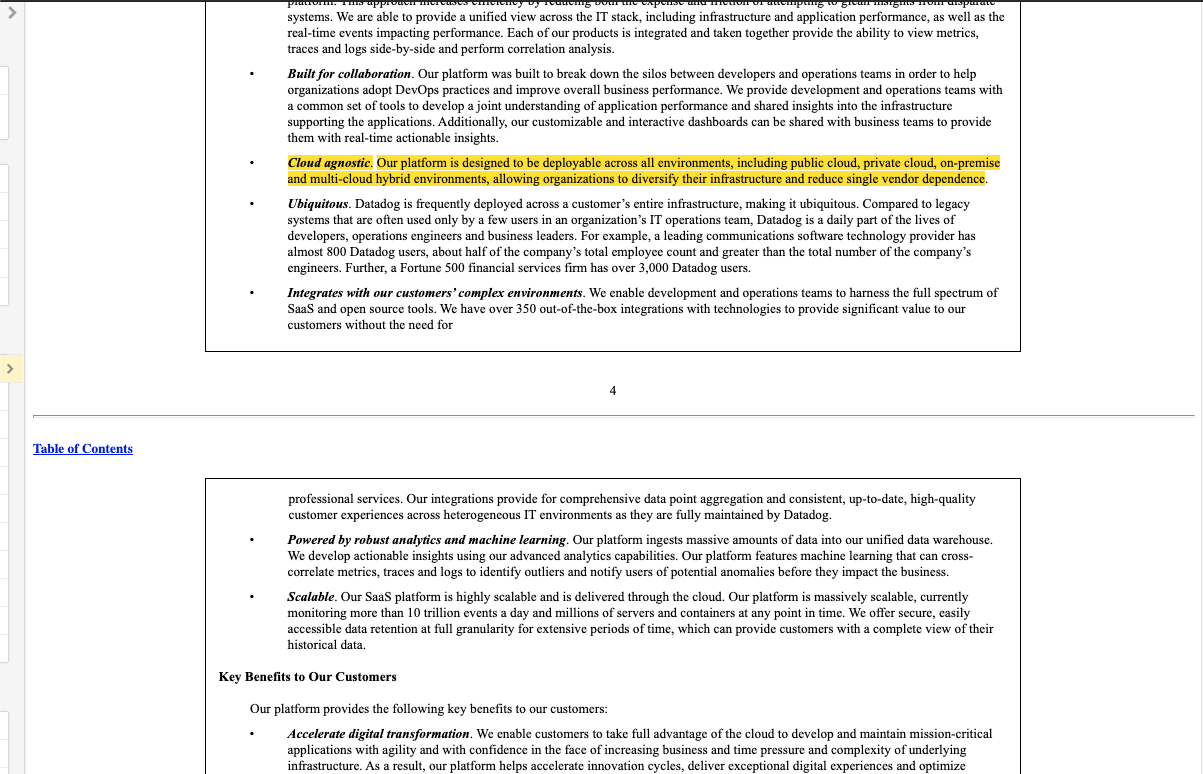 platform. This approach increases efficiency by reducing both the expense and friction of attempting to glean insights from disparate
systems. We are able to provide a unified view across the IT stack, including infrastructure and application performance, as well as the
real-time events impacting performance. Each of our products is integrated and taken together provide the ability to view metrics,
traces and logs side-by-side and perform correlation analysis.
• Built for collaboration. Our platform was built to break down the silos between developers and operations teams in order to help
organizations adopt DevOps practices and improve overall business performance. We provide development and operations teams with
a common set of tools to develop a joint understanding of application performance and shared insights into the infrastructure
supporting the applications. Additionally, our customizable and interactive dashboards can be shared with business teams to provide
them with real-time actionable insights.
• Cloud agnostic. Our platform is designed to be deployable across all environments, including public cloud, private cloud, on-premise
and multi-cloud hybrid environments, allowing organizations to diversify their infrastructure and reduce single vendor dependence.
• Ubiquitous. Datadog is frequently deployed across a customer’s entire infrastructure, making it ubiquitous. Compared to legacy
systems that are often used only by a few users in an organization’s IT operations team, Datadog is a daily part of the lives of
developers, operations engineers and business leaders. For example, a leading communications software technology provider has
almost 800 Datadog users, about half of the company’s total employee count and greater than the total number of the company’s
engineers. Further, a Fortune 500 financial services firm has over 3,000 Datadog users.
• Integrates with our customers’ complex environments. We enable development and operations teams to harness the full spectrum of
SaaS and open source tools. We have over 350 out-of-the-box integrations with technologies to provide significant value to our
customers without the need for
4
Table of Contents
professional services. Our integrations provide for comprehensive data point aggregation and consistent, up-to-date, high-quality
customer experiences across heterogeneous IT environments as they are fully maintained by Datadog.
• Powered by robust analytics and machine learning. Our platform ingests massive amounts of data into our unified data warehouse.
We develop actionable insights using our advanced analytics capabilities. Our platform features machine learning that can cross-
correlate metrics, traces and logs to identify outliers and notify users of potential anomalies before they impact the business.
• Scalable. Our SaaS platform is highly scalable and is delivered through the cloud. Our platform is massively scalable, currently
monitoring more than 10 trillion events a day and millions of servers and containers at any point in time. We offer secure, easily
accessible data retention at full granularity for extensive periods of time, which can provide customers with a complete view of their
historical data.
Key Benefits to Our Customers
Our platform provides the following key benefits to our customers:
• Accelerate digital transformation. We enable customers to take full advantage of the cloud to develop and maintain mission-critical
applications with agility and with confidence in the face of increasing business and time pressure and complexity of underlying
infrastructure. As a result, our platform helps accelerate innovation cycles, deliver exceptional digital experiences and optimize